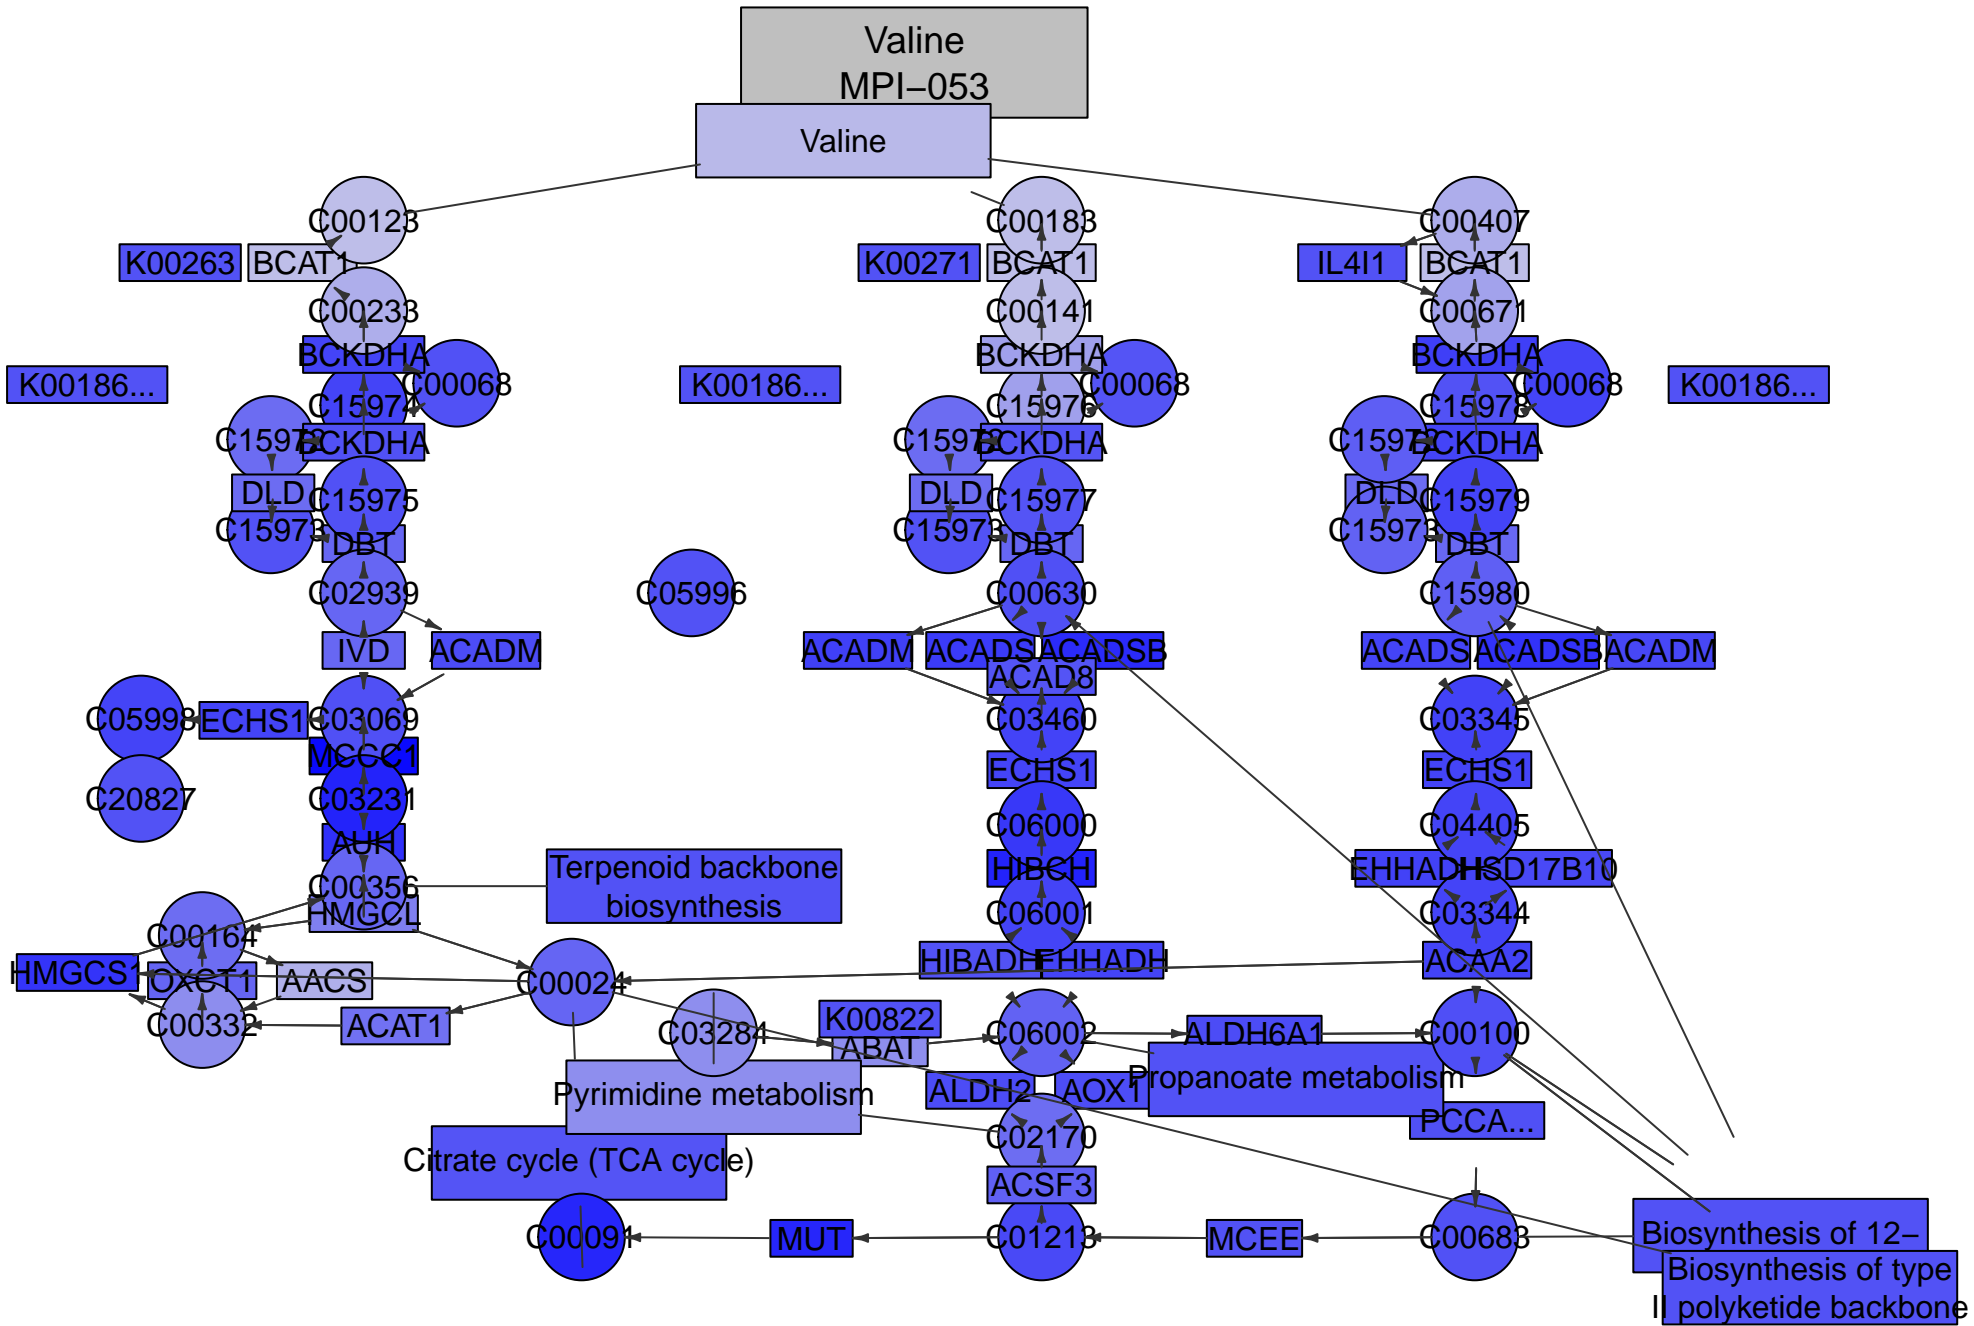 Valine
MPI−053
Valine
C00123
C00183
C00407
K00263
BCAT1
K00271
BCAT1
IL4I1
BCAT1
C00233
C00141
C00671
BCKDHA
BCKDHA
BCKDHA
K00186...
C00068
K00186...
C00068
C00068
K00186...
C15974
C15976
C15978
C15972
BCKDHA
C15972
BCKDHA
C15972
BCKDHA
DLD
C15975
DLD
C15977
DLD
C15979
C15973
DBT
C15973
DBT
C15973
DBT
C02939
C05996
C00630
C15980
IVD
ACADM
ACADM
ACADS
ACADSB
ACADS
ACADSB
ACADM
ACAD8
C05998
ECHS1
C03069
C03460
C03345
MCCC1
ECHS1
ECHS1
C20827
C03231
C06000
C04405
AUH
HIBCH
EHHADH
HSD17B10
C00356
Terpenoid backbone
biosynthesis
HMGCL
C06001
C03344
C00164
HMGCS1
OXCT1
AACS
C00024
HIBADH
EHHADH
ACAA2
C00332
ACAT1
C03284
K00822
ABAT
C06002
ALDH6A1
C00100
Pyrimidine metabolism
ALDH2
AOX1
Propanoate metabolism
PCCA...
C02170
Citrate cycle (TCA cycle)
ACSF3
C00091
MUT
C01213
MCEE
C00683
Biosynthesis of 12−
Biosynthesis of type
II polyketide backbone